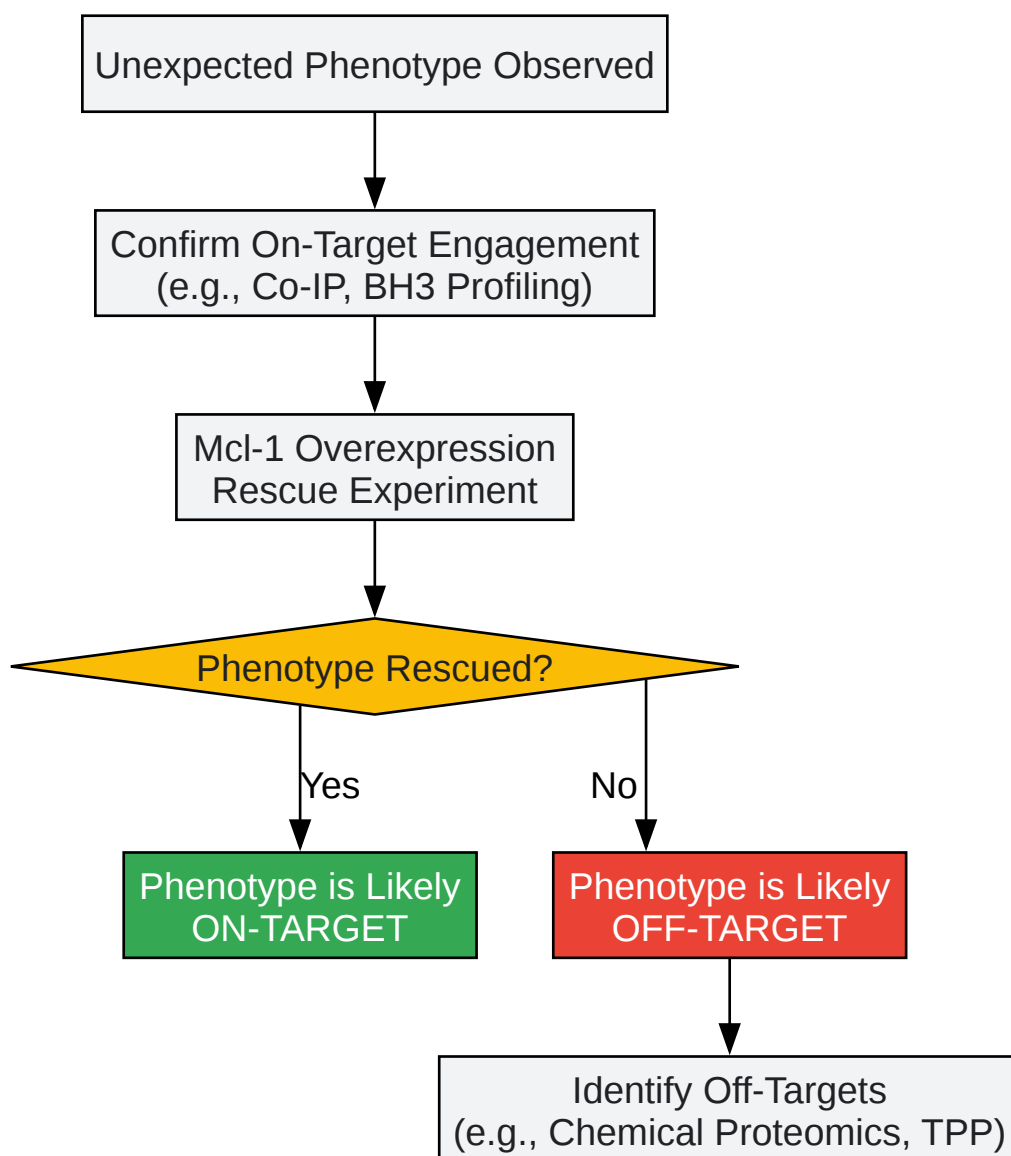 Unexpected Phenotype Observed
Confirm On-Target Engagement
(e.g., Co-IP, BH3 Profiling)
Mcl-1 Overexpression
Rescue Experiment
Phenotype Rescued?
Yes
No
Phenotype is Likely
ON-TARGET
Phenotype is Likely
OFF-TARGET
Identify Off-Targets
(e.g., Chemical Proteomics, TPP)